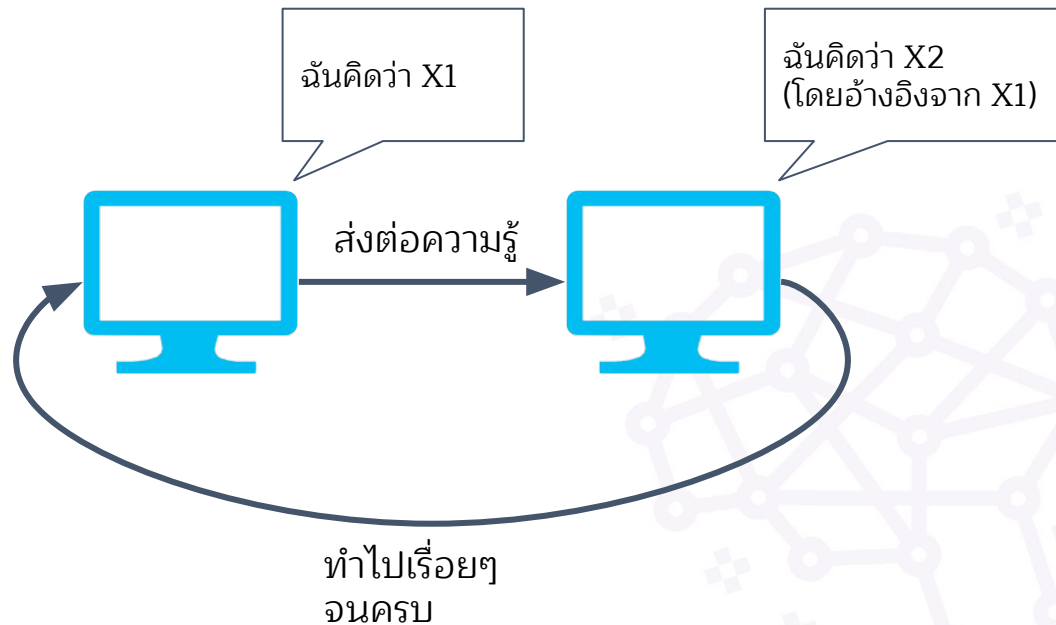 ฉันคิดว่า X1
ฉันคิดว่า X2
(โดยอ้างอิงจาก X1)
ส่งต่อความรู้
ทำไปเรื่อยๆ
จนครบ